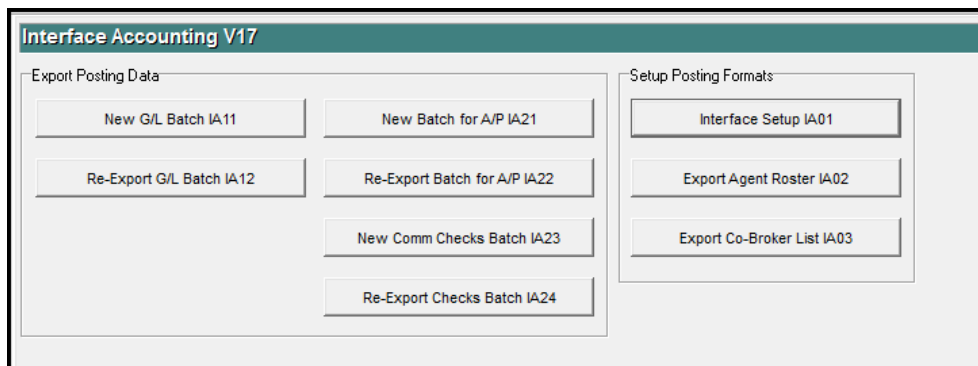 Interface Accounting V17
Export Posting Data
New G/L Batch IA11
New Batch for A/P IA21
Re-Export G/L Batch IA12
Re-Export Batch for A/P IA22
New Comm Checks Batch IA23
Re-Export Checks Batch IA24
Setup Posting Formats
Interface Setup IA01
Export Agent Roster IA02
Export Co-Broker List IA03